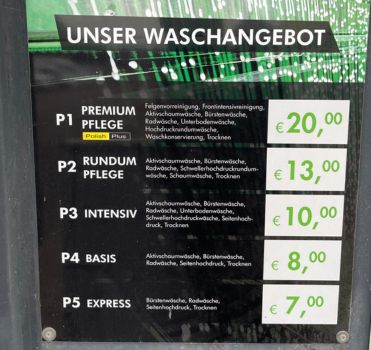 UNSER WASCHANGEBOT
P1 PREMIUM PFLEGE
Polish Plus
Felgenvorreinigung, Frontintensivreinigung,
Aktivschaumwäsche, Bürstenwäsche,
Radwäsche, Unterbodenwäsche,
Hochdruckrundumwäsche,
Waschkonservierung, Trocknen
€ 20,00
P2 RUNDUM PFLEGE
Aktivschaumwäsche, Bürstenwäsche,
Radwäsche, Schwellerhochdruckrundum-
wäsche, Schaumwäsche, Trocknen
€ 13,00
P3 INTENSIV
Aktivschaumwäsche, Bürstenwäsche,
Radwäsche, Unterbodenwäsche,
Schwellerhochdruckwäsche, Seitenhoch-
druck, Trocknen
€ 10,00
P4 BASIS
Aktivschaumwäsche, Bürstenwäsche,
Radwäsche, Seitenhochdruck, Trocknen
€ 8,00
P5 EXPRESS
Bürstenwäsche, Radwäsche,
Seitenhochdruck, Trocknen
€ 7,00